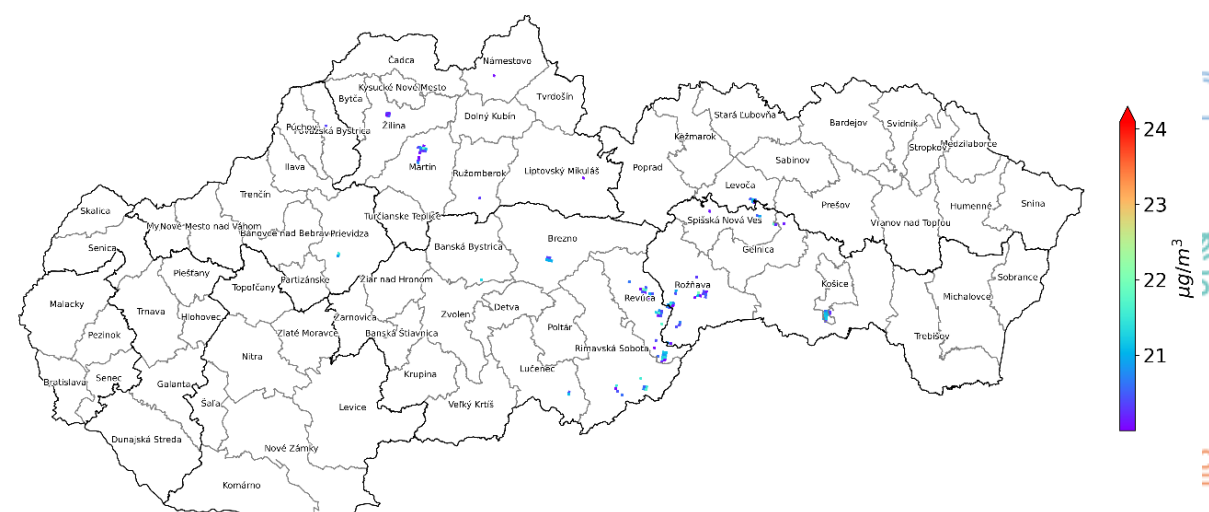 Čadca
Námestovo
Kysucké Nové Mesto
Bytča
Tvrdošín
Dolný Kubín
Žilina
Púchov
Považská Bystrica
Stará Ľubovňa
Bardejov
Svidník
Medzilaborce
Stropkov
Kežmarok
Sabinov
Ilava
Martin
Ružomberok
Liptovský Mikuláš
Poprad
Levoča
Trenčín
Prešov
Humenné
Snina
Skalica
Turčianske Teplice
Spišská Nová Ves
Vranov nad Topľou
Nové Mesto nad Váhom
Bánovce nad Bebrav
Prievidza
Senica
Banská Bystrica
Brezno
Gelnica
Piešťany
Partizánske
Žiar nad Hronom
Sobrance
Topoľčany
Rožňava
Košice
Malacky
Trnava
Hlohovec
Žarnovica
Zvolen
Detva
Revúca
Michalovce
Pezinok
Zlaté Moravce
Banská Štiavnica
Poltár
Trebišov
Nitra
Rimavská Sobota
Bratislava
Senec
Galanta
Krupina
Lučenec
Šaľa
Levice
Veľký Krtíš
Dunajská Streda
Nové Zámky
Komárno
24
23
22
21
μg/m³